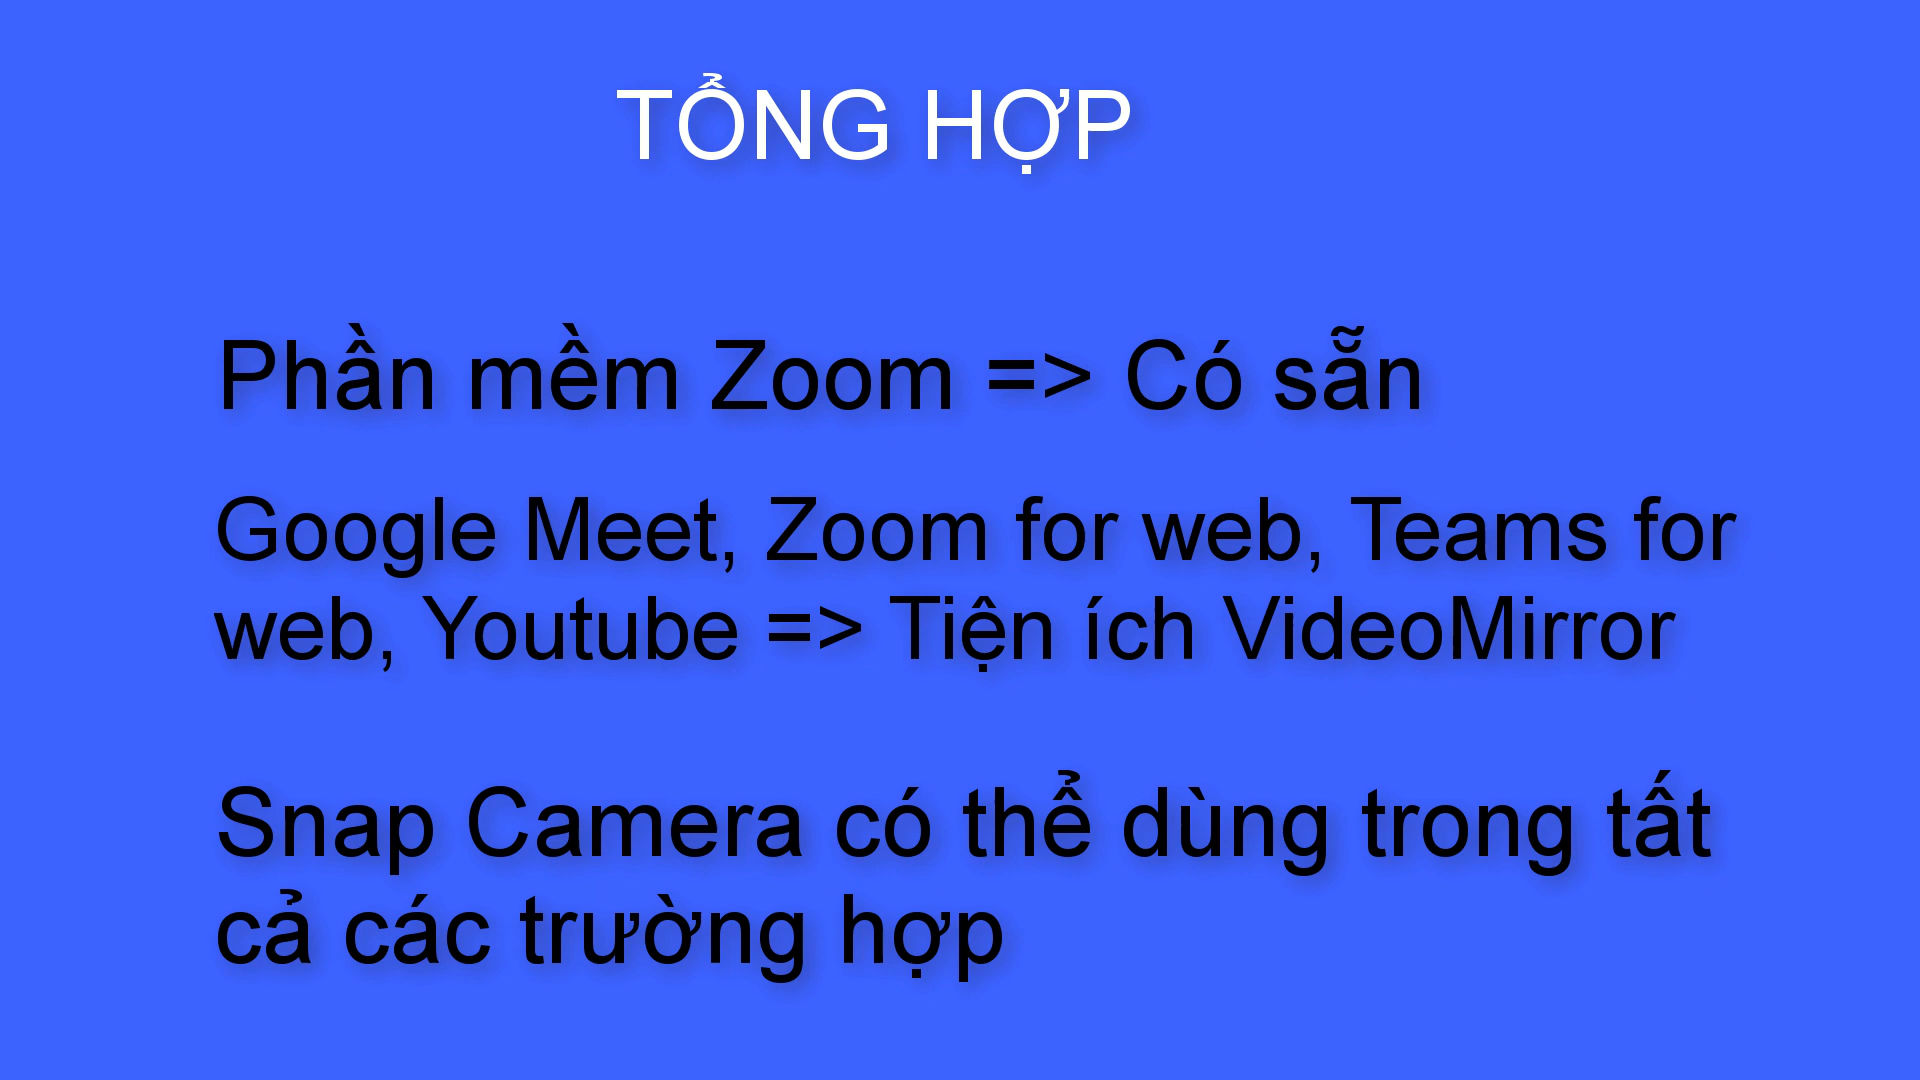 TỔNG HỢP
Phần mềm Zoom => Có sẵn
Google Meet, Zoom for web, Teams for
web, Youtube => Tiện ích VideoMirror
Snap Camera có thể dùng trong tất
cả các trường hợp